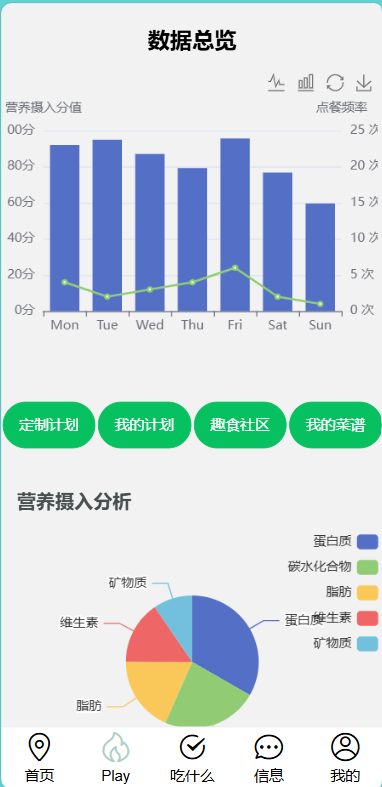 数据总览
营养摄入分值 点餐频率
00分 25 次
80分 20 次
60分 15 次
40分 10 次
20分 5 次
0分 0 次
Mon Tue Wed Thu Fri Sat Sun
定制计划 我的计划 趣食社区 我的菜谱
营养摄入分析
蛋白质
碳水化合物
脂肪
维生素
矿物质
矿物质
维生素
蛋白质
脂肪
首页 Play 吃什么 信息 我的